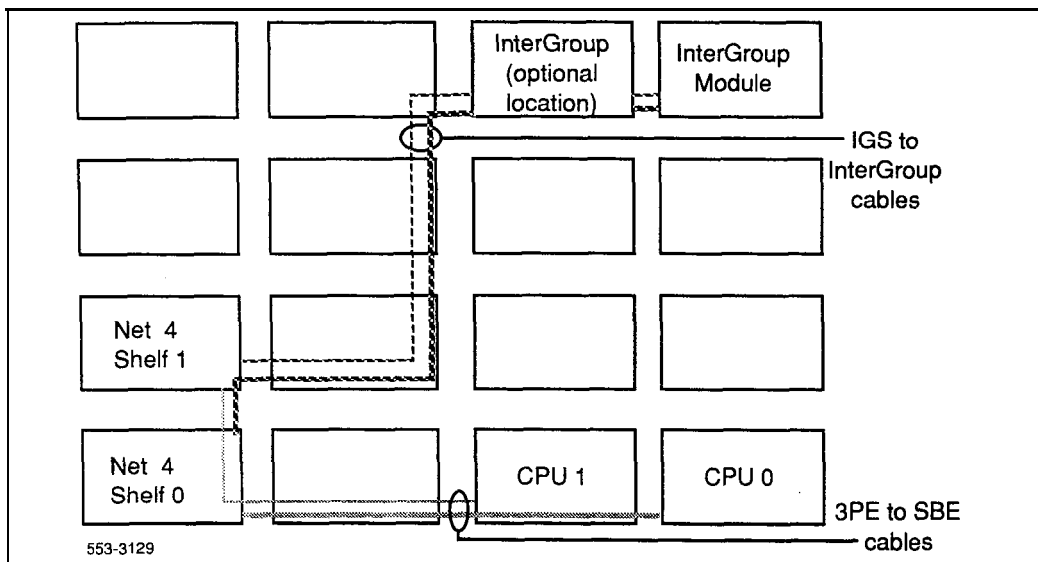 InterGroup
(optional
location)
InterGroup
Module
IGS to
InterGroup
cables
Net 4
Shelf 1
Net 4
Shelf 0
CPU 1
CPU 0
3PE to SBE
cables
553-3129